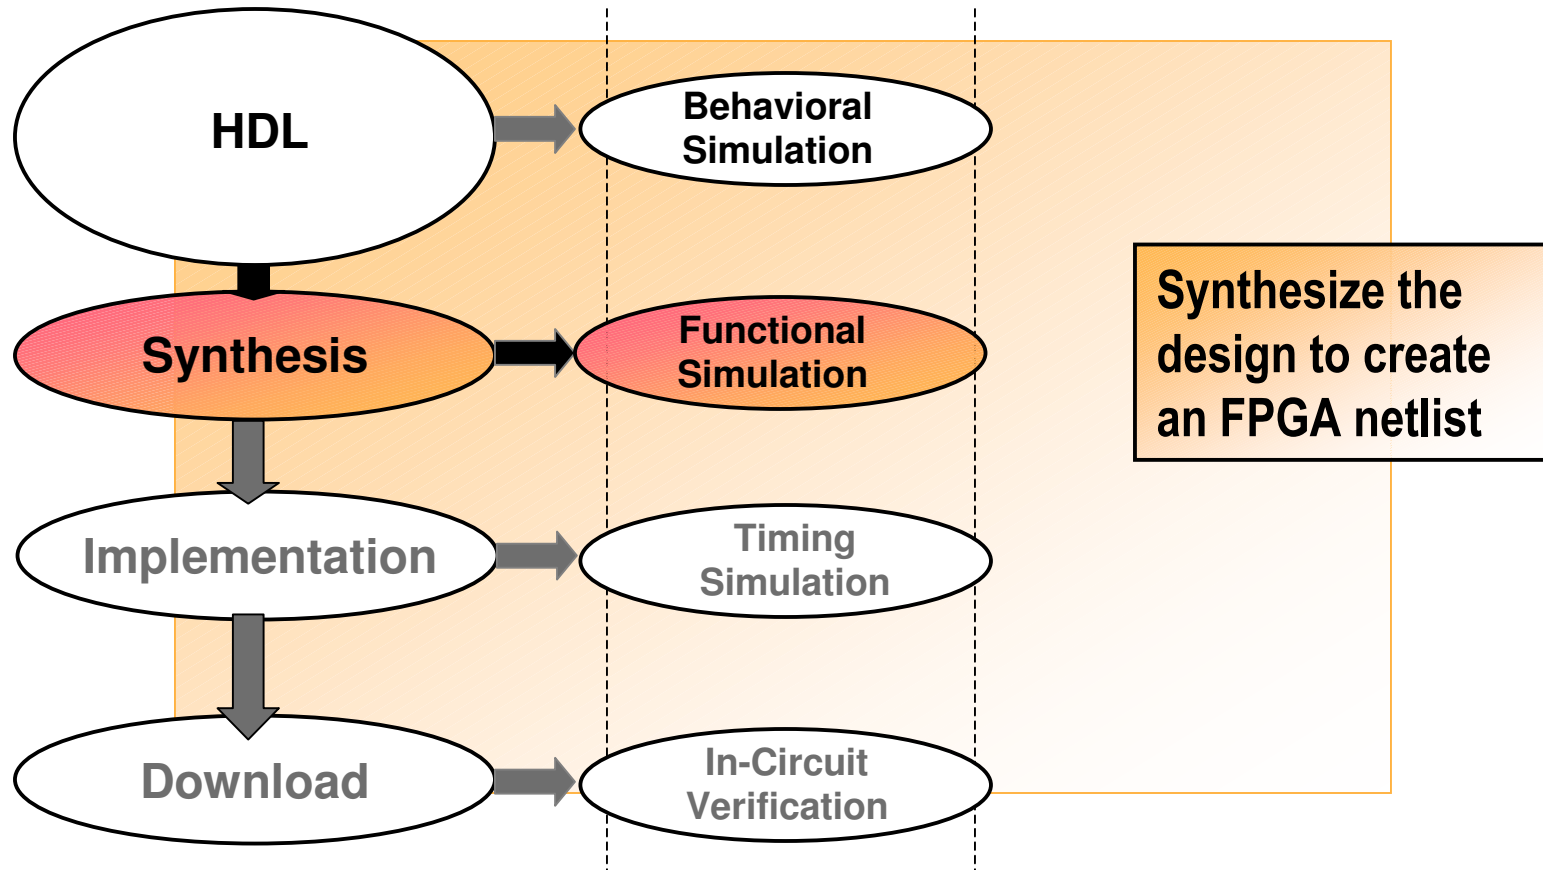 HDL
Behavioral
Simulation
Synthesis
Functional
Simulation
Synthesize the
design to create
an FPGA netlist
Implementation
Timing
Simulation
Download
In-Circuit
Verification